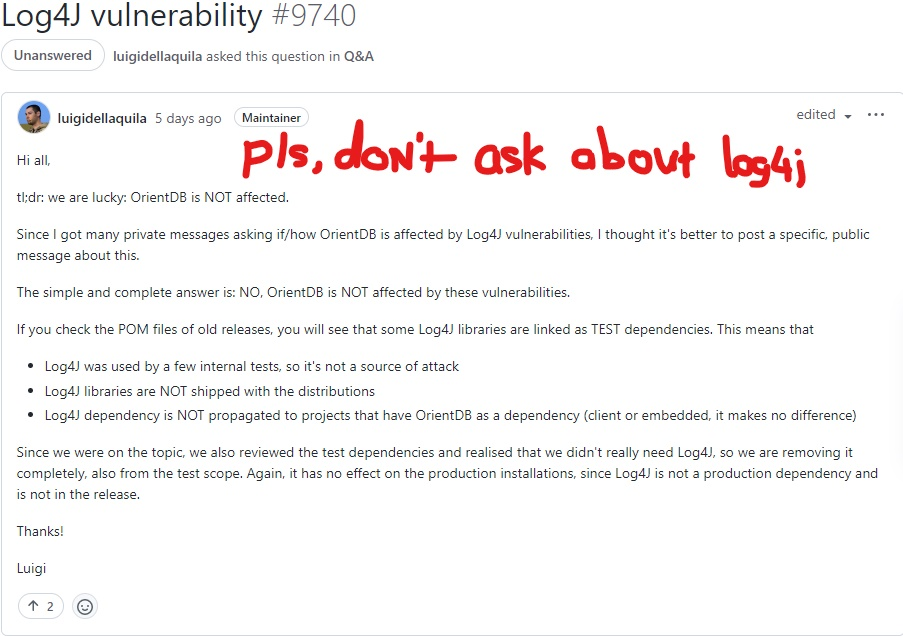 Log4J vulnerability #9740
Unanswered luigidellaquila asked this question in Q&A
luigidellaquila 5 days ago Maintainer edited
pls, don't ask about log4j
Hi all,
tl;dr: we are lucky: OrientDB is NOT affected.
Since I got many private messages asking if/how OrientDB is affected by Log4J vulnerabilities, I thought it's better to post a specific, public
message about this.
The simple and complete answer is: NO, OrientDB is NOT affected by these vulnerabilities.
If you check the POM files of old releases, you will see that some Log4J libraries are linked as TEST dependencies. This means that
• Log4J was used by a few internal tests, so it's not a source of attack
• Log4J libraries are NOT shipped with the distributions
• Log4J dependency is NOT propagated to projects that have OrientDB as a dependency (client or embedded, it makes no difference)
Since we were on the topic, we also reviewed the test dependencies and realised that we didn't really need Log4J, so we are removing it
completely, also from the test scope. Again, it has no effect on the production installations, since Log4J is not a production dependency and
is not in the release.
Thanks!
Luigi
2